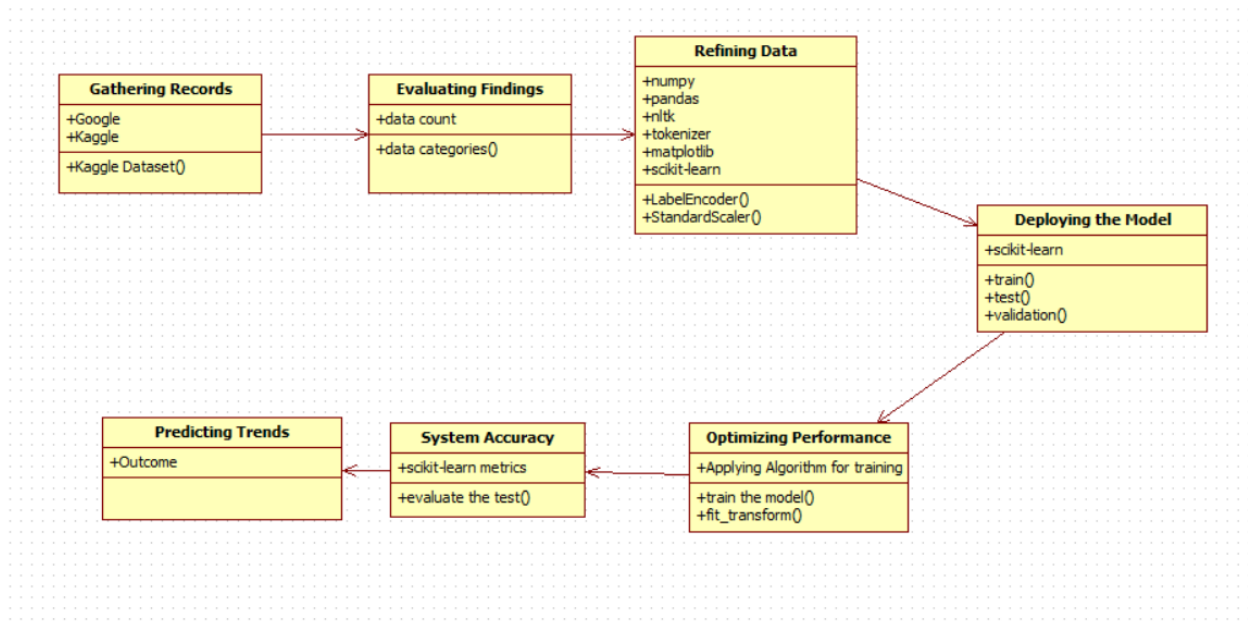 Gathering Records
+Google
+Kaggle
+Kaggle Dataset()
Evaluating Findings
+data count
+data categories()
Refining Data
+numpy
+pandas
+nltk
+tokenizer
+matplotlib
+scikit-learn
+LabelEncoder()
+StandardScaler()
Deploying the Model
+scikit-learn
+train()
+test()
+validation()
Optimizing Performance
+Applying Algorithm for training
+train the model()
+fit_transform()
System Accuracy
+scikit-learn metrics
+evaluate the test()
Predicting Trends
+Outcome